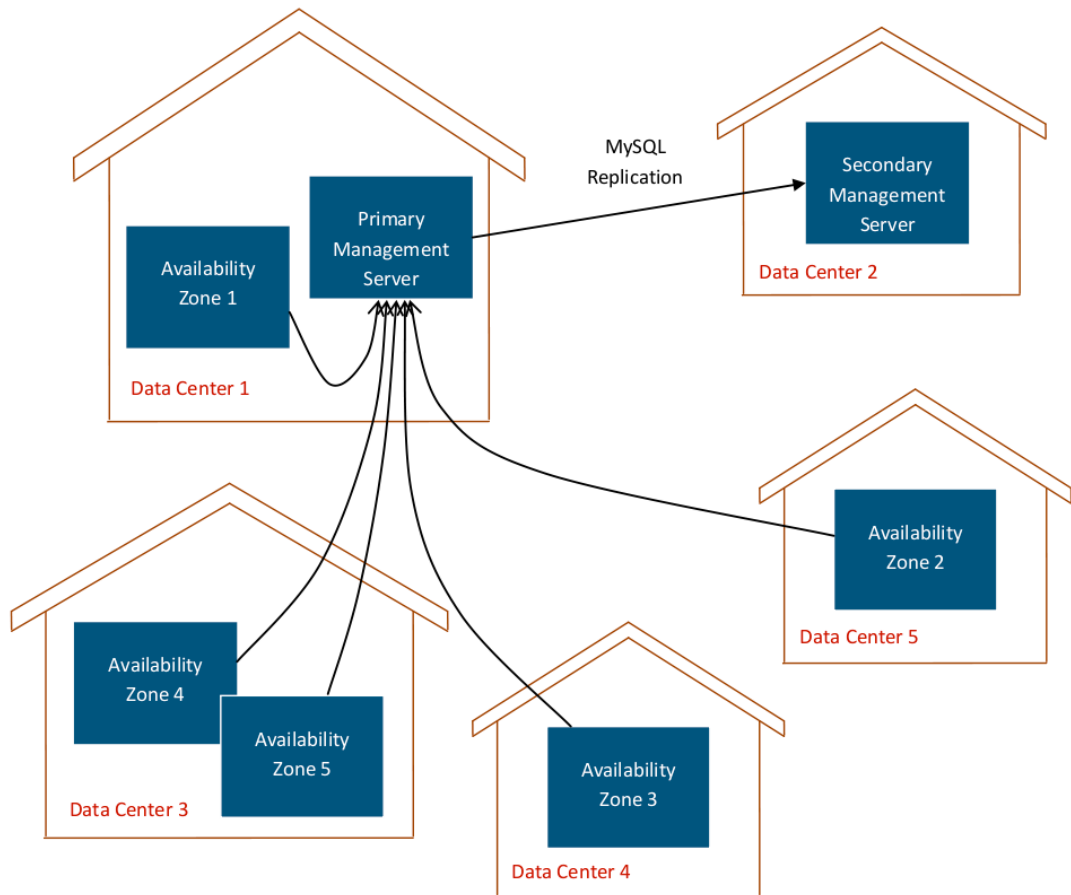 MySQL
Replication
Primary
Management
Server
Availability
Zone 1
Data Center 1
Secondary
Management
Server
Data Center 2
Availability
Zone 2
Data Center 5
Availability
Zone 4
Availability
Zone 5
Data Center 3
Availability
Zone 3
Data Center 4